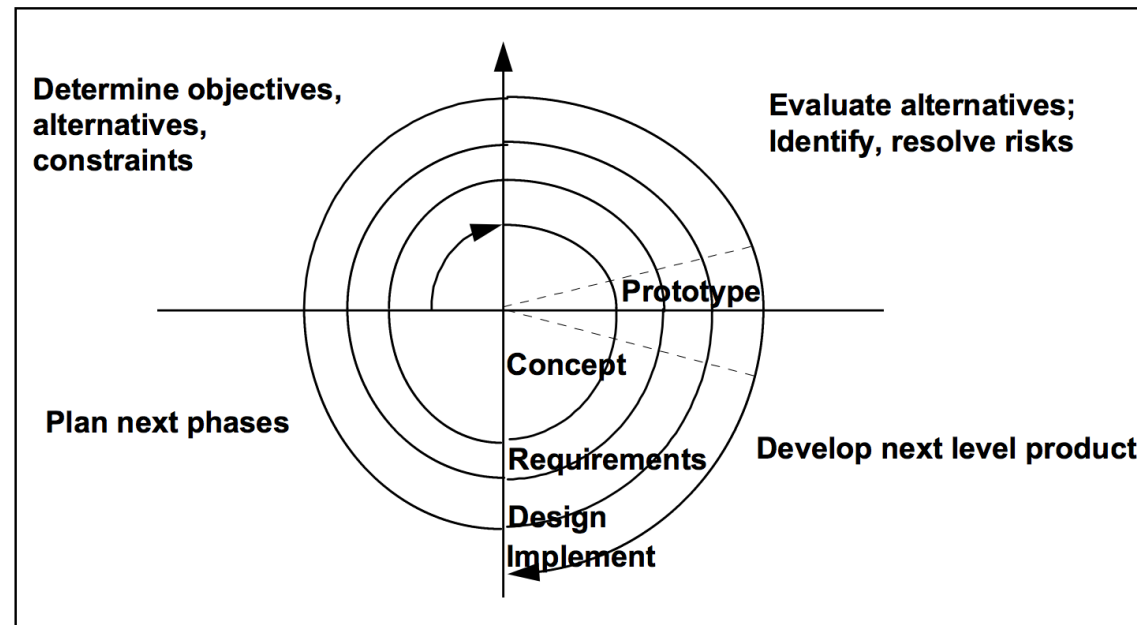 Determine objectives,
alternatives,
constraints
Evaluate alternatives;
Identify, resolve risks
Prototype
Concept
Plan next phases
Develop next level product
Requirements
Design
Implement